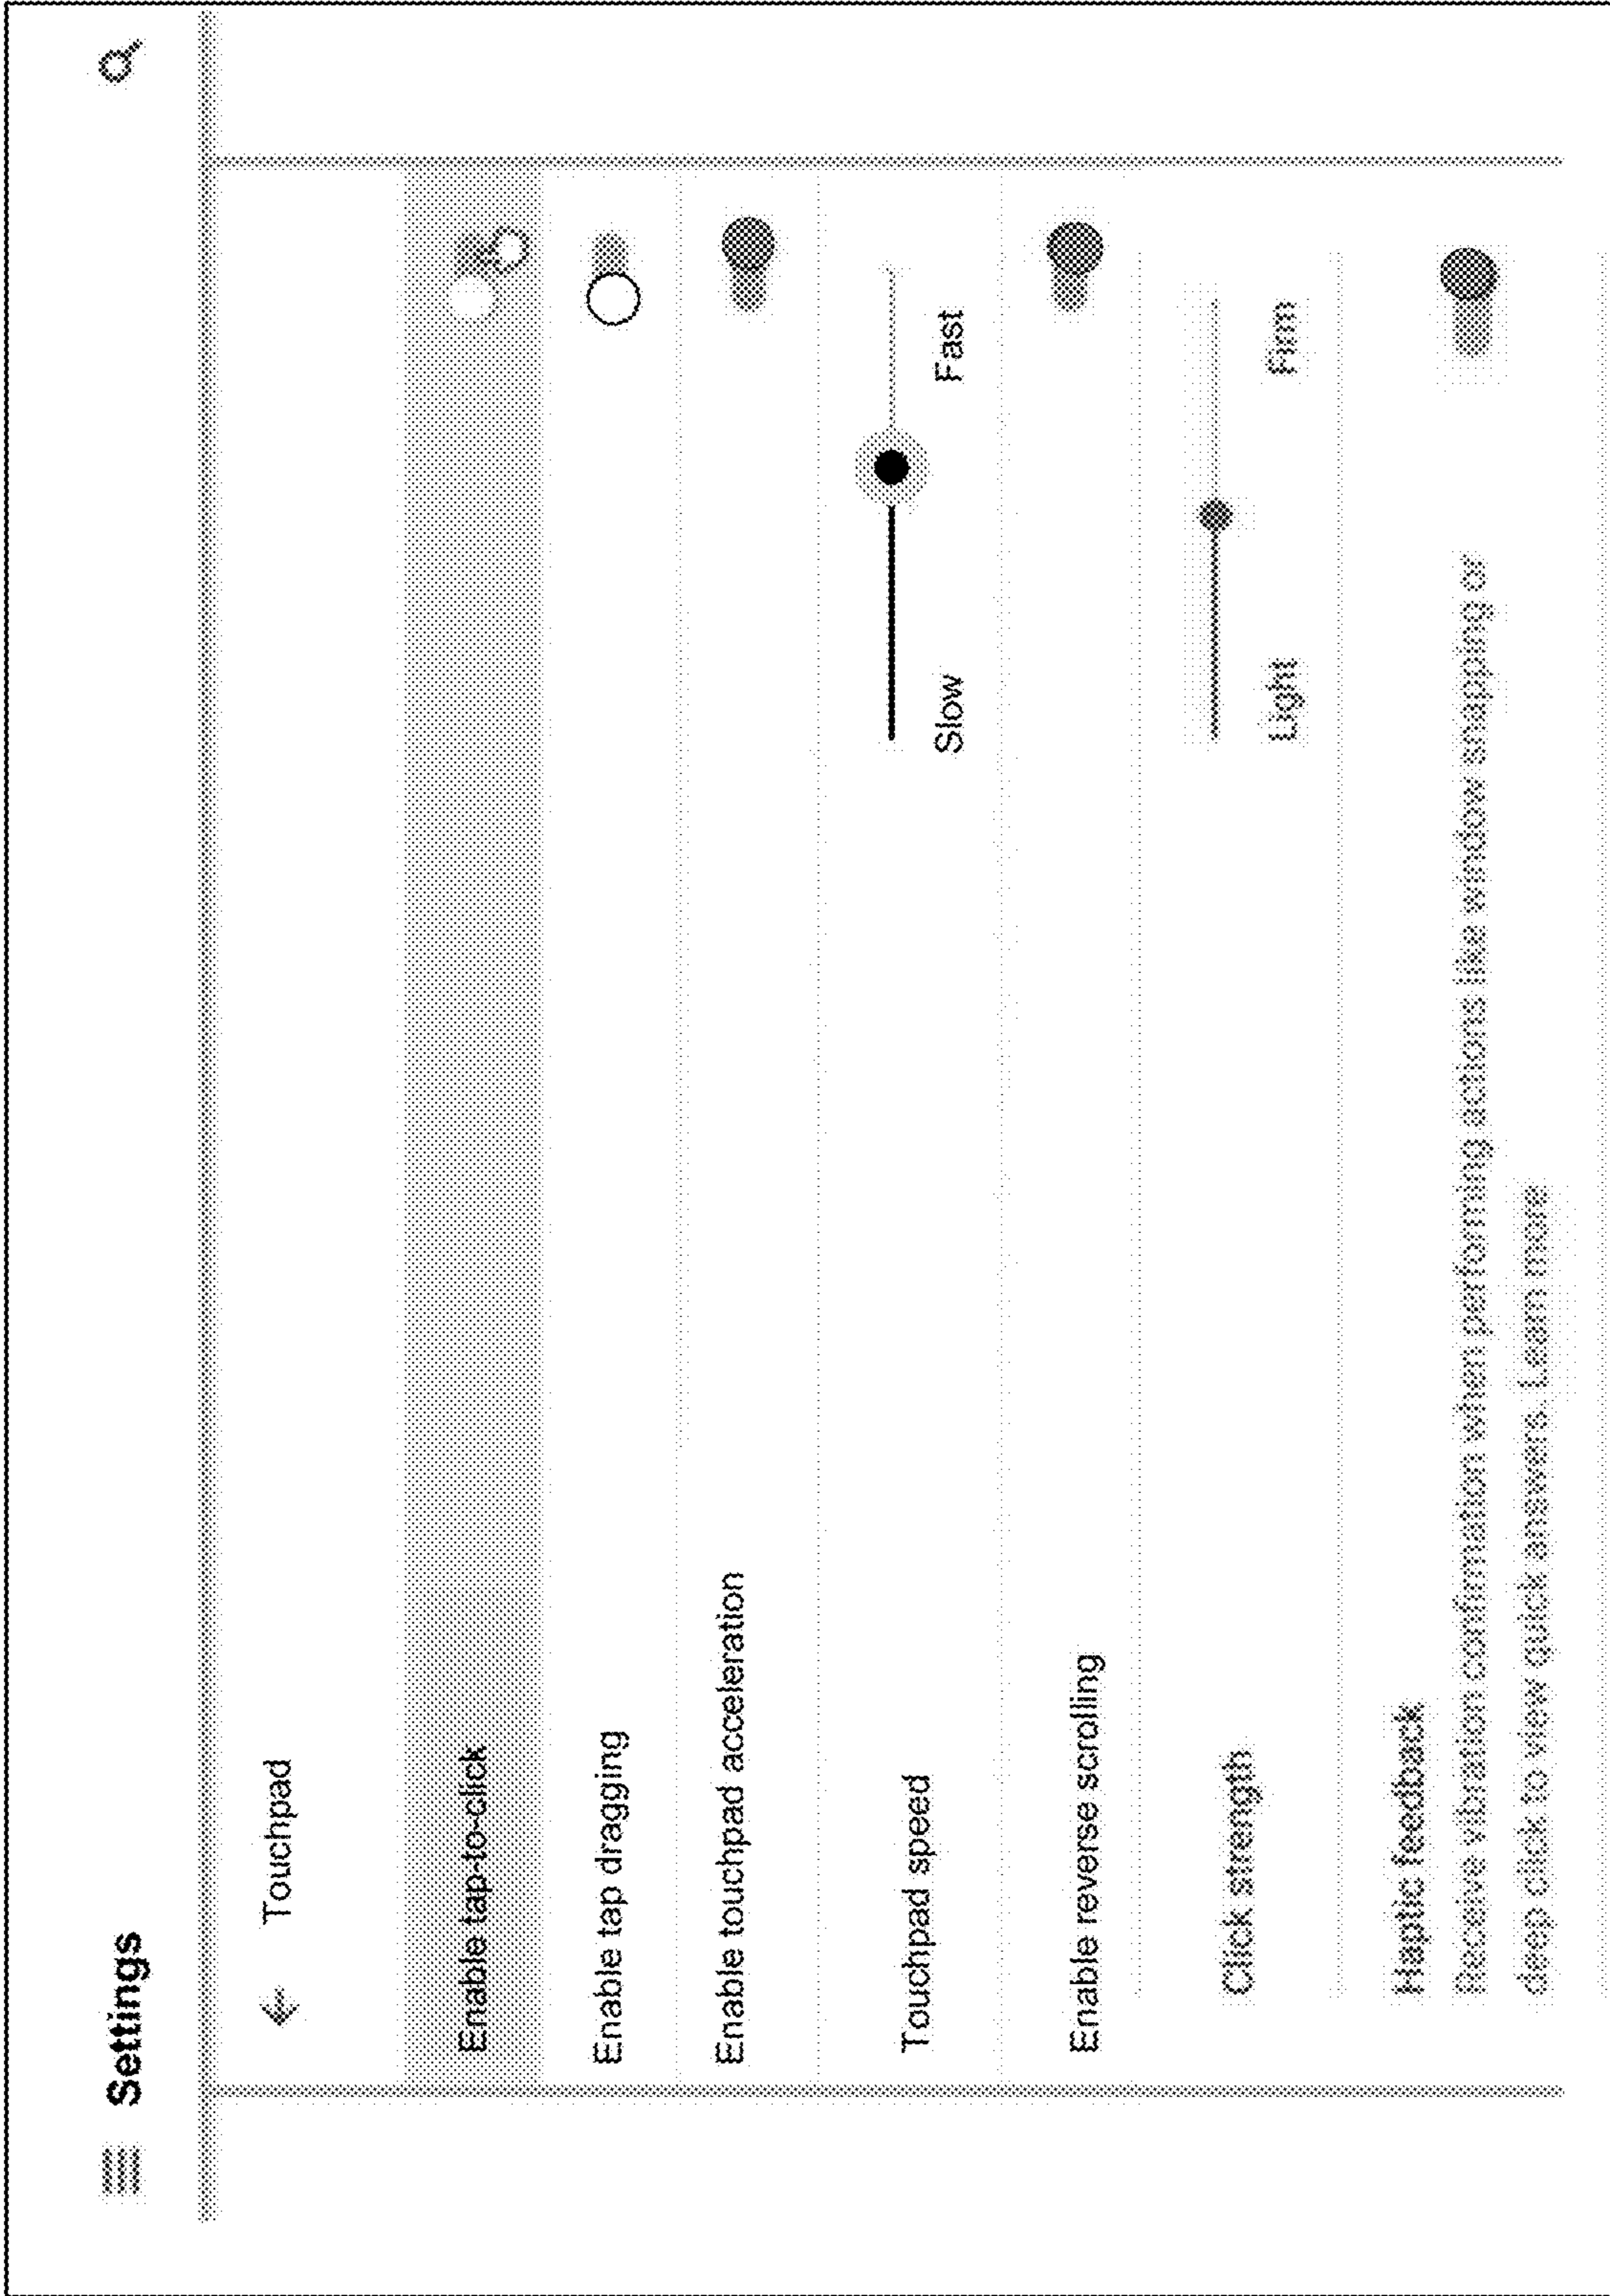 Settings
Touchpad
Enable tap-to-click
Enable tap dragging
Enable touchpad acceleration
Touchpad speed
Slow Fast
Enable reverse scrolling
Click strength
Light Firm
Haptic feedback
Receive vibration confirmation when performing actions like window snapping or
deep click to view quick answers. Learn more